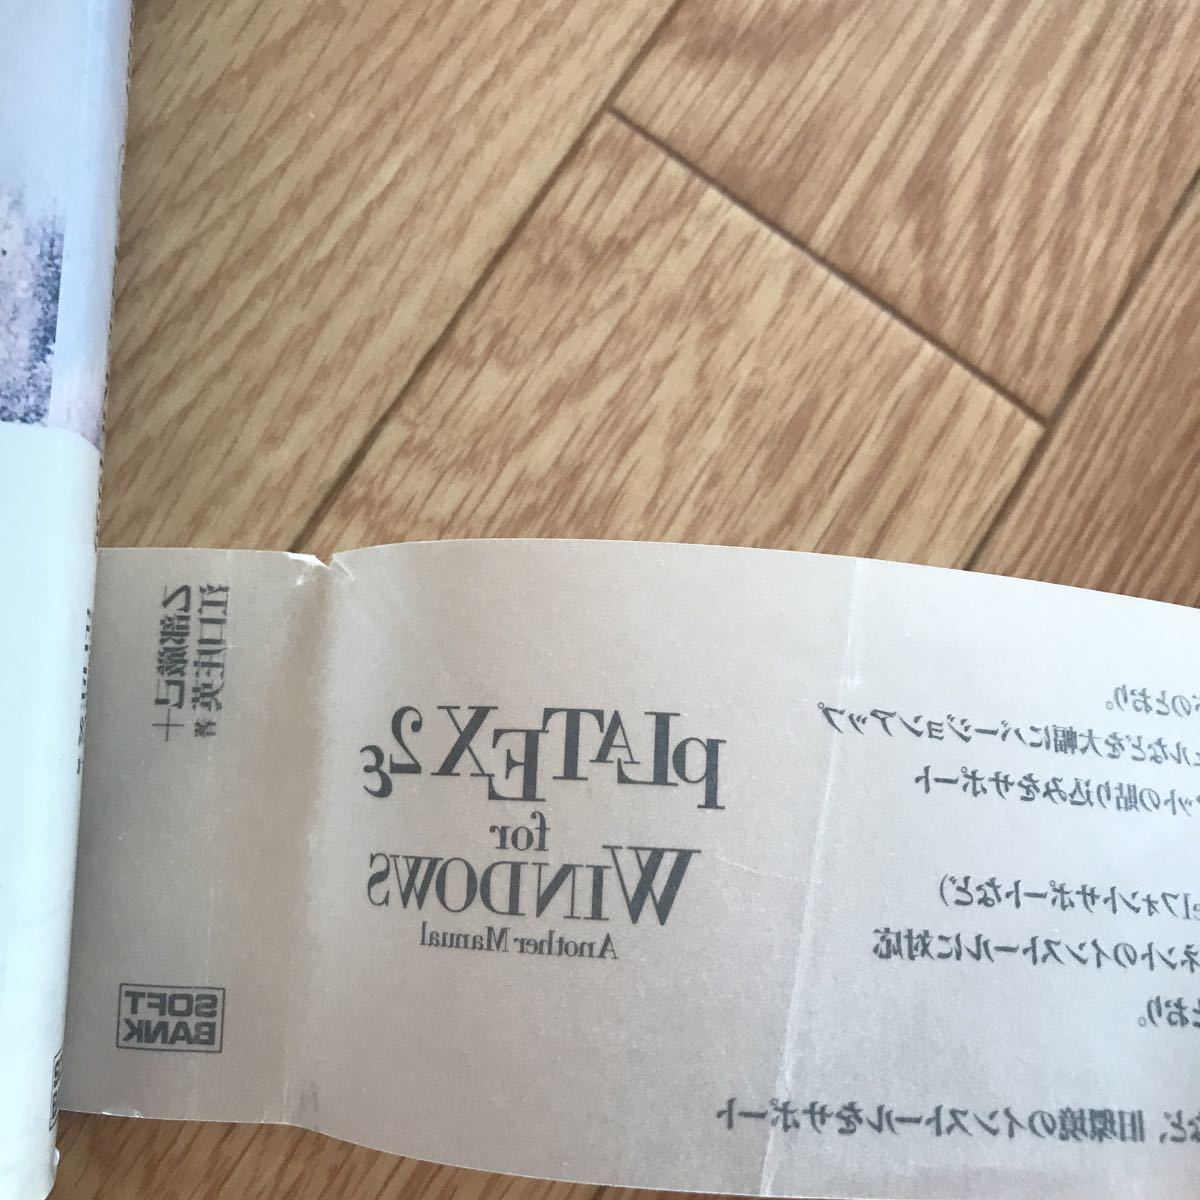 乙部厳己＋
江口庄英 著
pLATEX2ε
for
WINDOWS
Another Manual
SOFT
BANK
のとおり。
ルなどを大幅にバージョンアップ
ットの貼り込みをサポート
フォントサポートなど)
ネントのインストールに対応
とおり。
など、旧環境のインストールをサポート